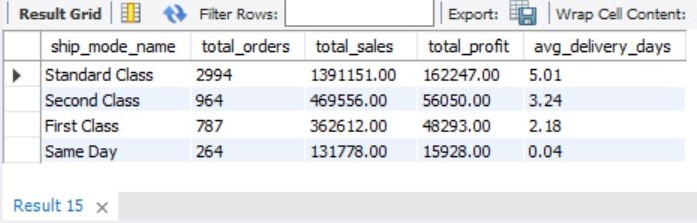 Result Grid Filter Rows: Export: Wrap Cell Content:
ship_mode_name total_orders total_sales total_profit avg_delivery_days
Standard Class 2994 1391151.00 162247.00 5.01
Second Class 964 469556.00 56050.00 3.24
First Class 787 362612.00 48293.00 2.18
Same Day 264 131778.00 15928.00 0.04
Result 15